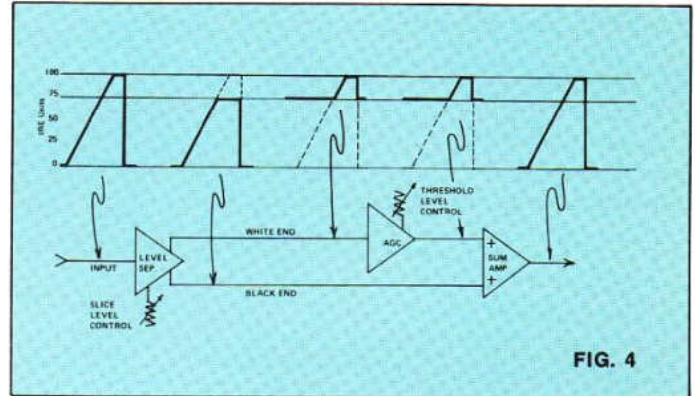 100
75
50
25
0
IRE Units
THRESHOLD
LEVEL
CONTROL
WHITE END
AGC
LEVEL
SEP.
INPUT
SUM
AMP
+
+
BLACK END
SLICE
LEVEL
CONTROL
FIG. 4